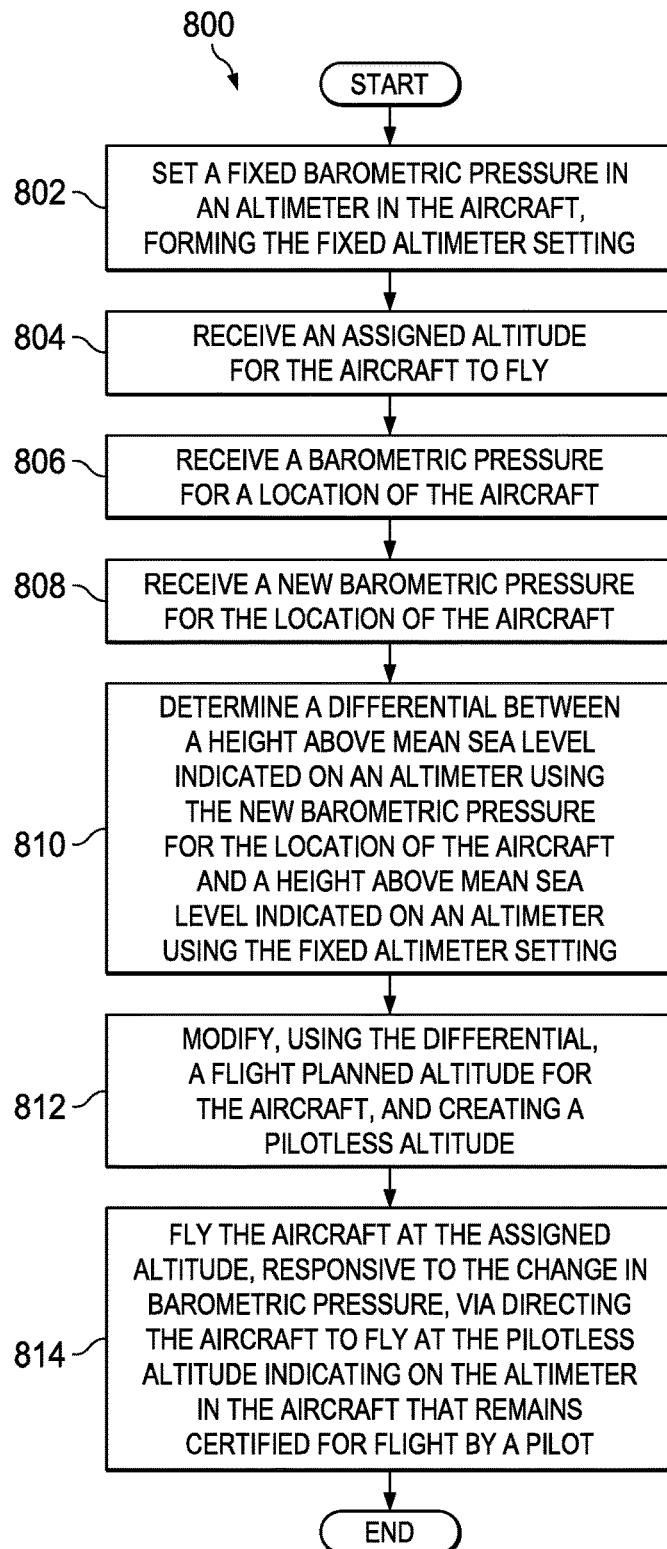 800
START
802
SET A FIXED BAROMETRIC PRESSURE IN
AN ALTIMETER IN THE AIRCRAFT,
FORMING THE FIXED ALTIMETER SETTING
804
RECEIVE AN ASSIGNED ALTITUDE
FOR THE AIRCRAFT TO FLY
806
RECEIVE A BAROMETRIC PRESSURE
FOR A LOCATION OF THE AIRCRAFT
808
RECEIVE A NEW BAROMETRIC PRESSURE
FOR THE LOCATION OF THE AIRCRAFT
810
DETERMINE A DIFFERENTIAL BETWEEN
A HEIGHT ABOVE MEAN SEA LEVEL
INDICATED ON AN ALTIMETER USING
THE NEW BAROMETRIC PRESSURE
FOR THE LOCATION OF THE AIRCRAFT
AND A HEIGHT ABOVE MEAN SEA
LEVEL INDICATED ON AN ALTIMETER
USING THE FIXED ALTIMETER SETTING
812
MODIFY, USING THE DIFFERENTIAL,
A FLIGHT PLANNED ALTITUDE FOR
THE AIRCRAFT, AND CREATING A
PILOTLESS ALTITUDE
814
FLY THE AIRCRAFT AT THE ASSIGNED
ALTITUDE, RESPONSIVE TO THE CHANGE IN
BAROMETRIC PRESSURE, VIA DIRECTING
THE AIRCRAFT TO FLY AT THE PILOTLESS
ALTITUDE INDICATING ON THE ALTIMETER
IN THE AIRCRAFT THAT REMAINS
CERTIFIED FOR FLIGHT BY A PILOT
END